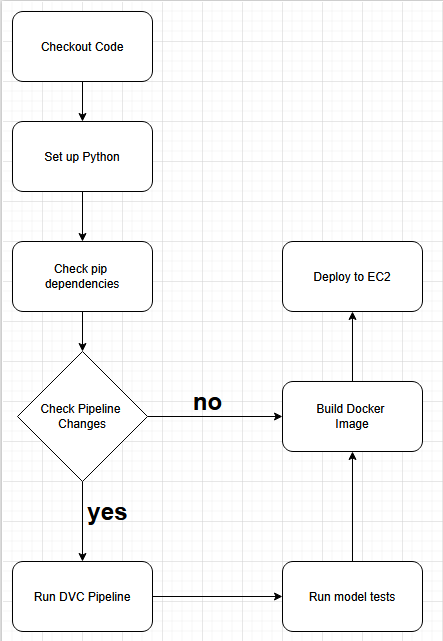 Checkout Code
Set up Python
Check pip
dependencies
Deploy to EC2
Check Pipeline
Changes
no
Build Docker
Image
yes
Run DVC Pipeline
Run model tests